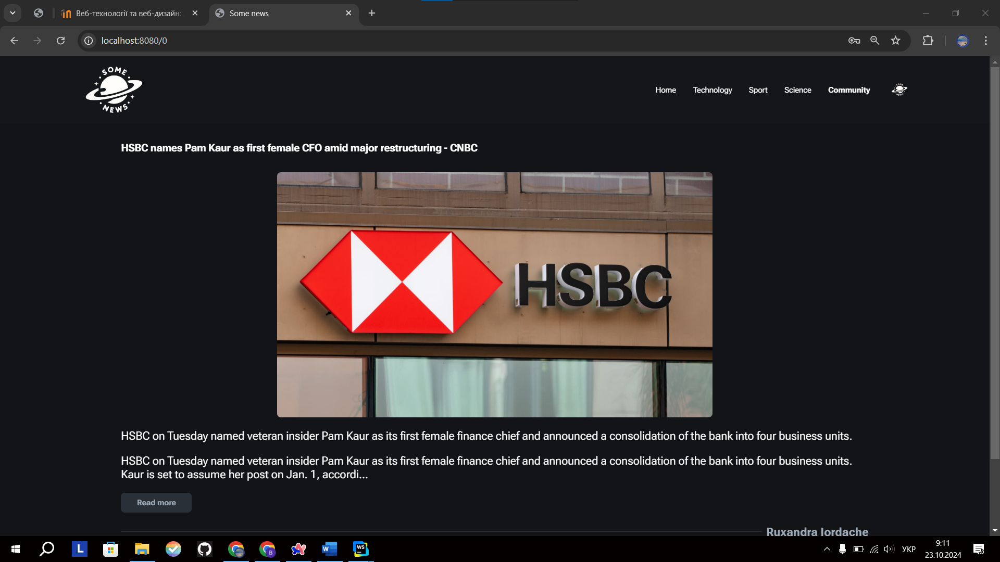 Веб-технології та веб-дизайн:
Some news
localhost:8080/0
SOME
NEWS
Home
Technology
Sport
Science
Community
HSBC names Pam Kaur as first female CFO amid major restructuring - CNBC
HSBC
HSBC on Tuesday named veteran insider Pam Kaur as its first female finance chief and announced a consolidation of the bank into four business units.
HSBC on Tuesday named veteran insider Pam Kaur as its first female finance chief and announced a consolidation of the bank into four business units.
Kaur is set to assume her post on Jan. 1, accordi...
Read more
Ruxandra Iordache
L
B
W
WS
УКР
9:11
23.10.2024